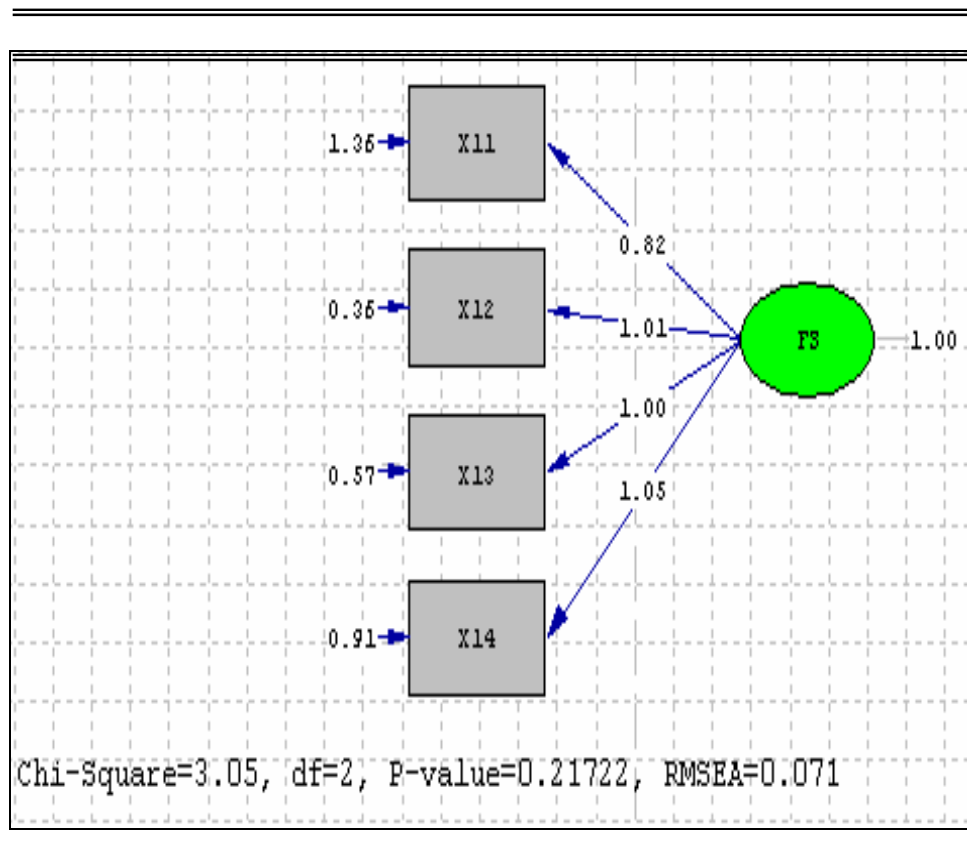 X11
1.36
0.82
X12
0.36
1.01
F3
1.00
1.00
X13
0.57
1.05
X14
0.91
Chi-Square=3.05, df=2, P-value=0.21722, RMSEA=0.071